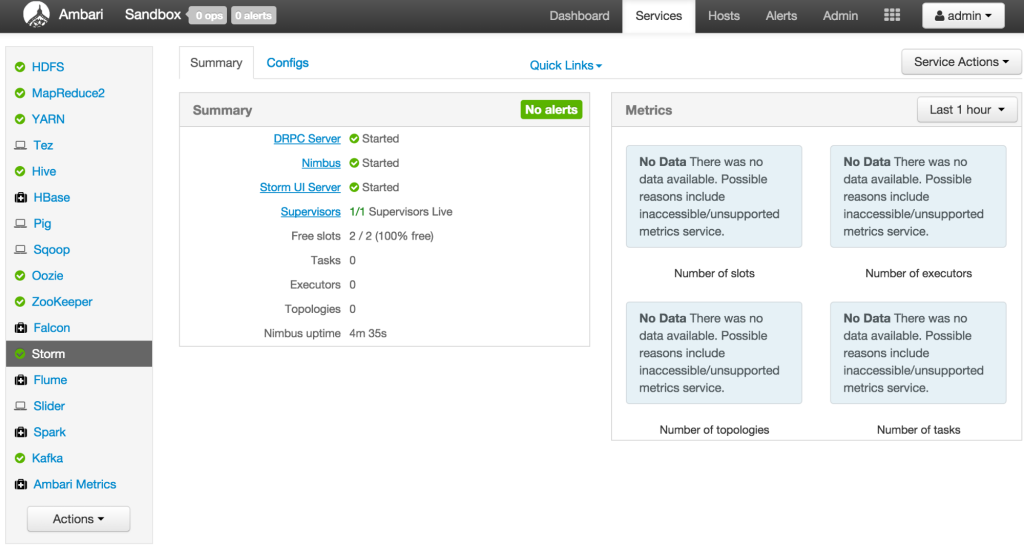 Ambari Sandbox 0 ops 0 alerts Dashboard Services Hosts Alerts Admin admin
HDFS
MapReduce2
YARN
Tez
Hive
HBase
Pig
Sqoop
Oozie
ZooKeeper
Falcon
Storm
Flume
Slider
Spark
Kafka
Ambari Metrics
Actions
Summary Configs Quick Links Service Actions
Summary No alerts
DRPC Server Started
Nimbus Started
Storm UI Server Started
Supervisors 1/1 Supervisors Live
Free slots 2 / 2 (100% free)
Tasks 0
Executors 0
Topologies 0
Nimbus uptime 4m 35s
Metrics Last 1 hour
No Data There was no
data available. Possible
reasons include
inaccessible/unsupported
metrics service.
Number of slots
No Data There was no
data available. Possible
reasons include
inaccessible/unsupported
metrics service.
Number of executors
No Data There was no
data available. Possible
reasons include
inaccessible/unsupported
metrics service.
Number of topologies
No Data There was no
data available. Possible
reasons include
inaccessible/unsupported
metrics service.
Number of tasks